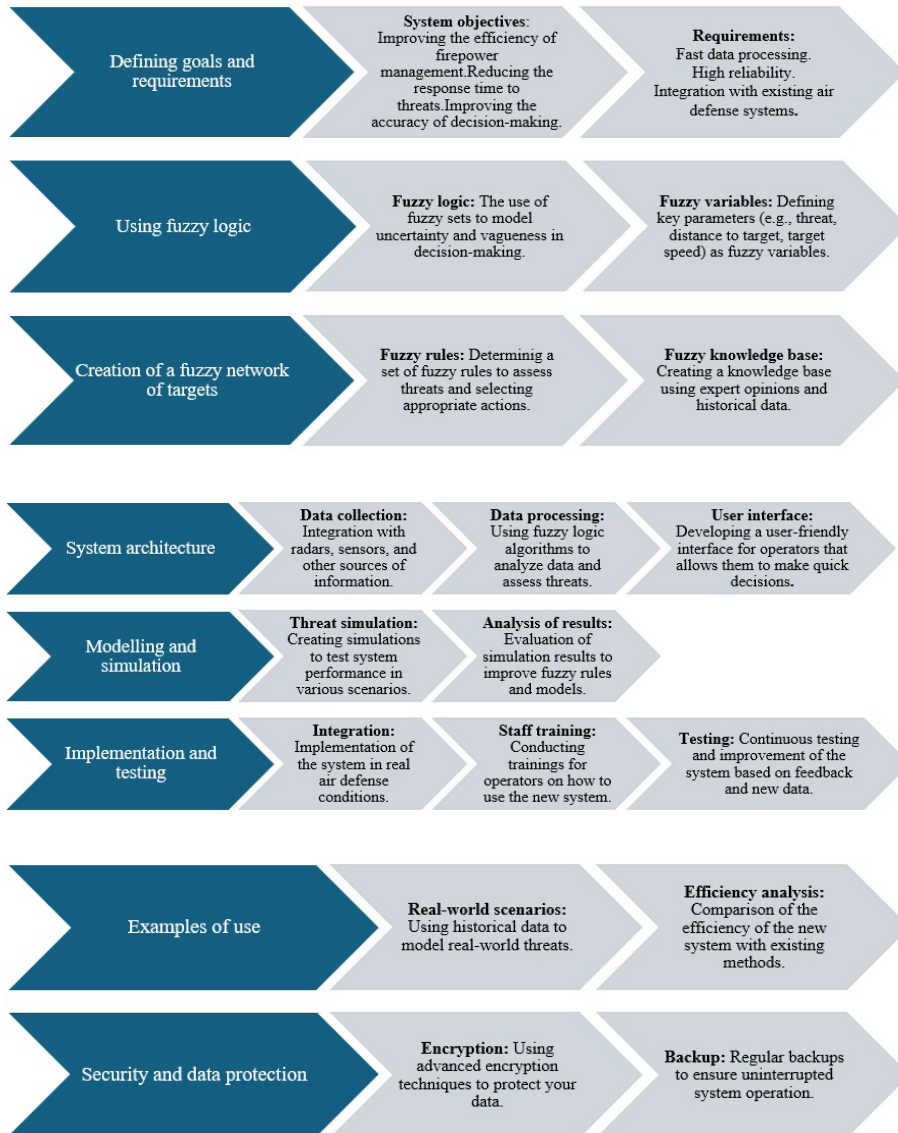 Defining goals and
requirements
System objectives:
Improving the efficiency of
firepower
management.Reducing the
response time to
threats.Improving the
accuracy of decision-making.
Requirements:
Fast data processing.
High reliability.
Integration with existing air
defense systems.
Using fuzzy logic
Fuzzy logic: The use of
fuzzy sets to model
uncertainty and vagueness in
decision-making.
Fuzzy variables: Defining
key parameters (e.g., threat,
distance to target, target
speed) as fuzzy variables.
Creation of a fuzzy network
of targets
Fuzzy rules: Determinig a
set of fuzzy rules to assess
threats and selecting
appropriate actions.
Fuzzy knowledge base:
Creating a knowledge base
using expert opinions and
historical data.
System architecture
Data collection:
Integration with
radars, sensors, and
other sources of
information.
Data processing:
Using fuzzy logic
algorithms to
analyze data and
assess threats.
User interface:
Developing a user-friendly
interface for operators that
allows them to make quick
decisions.
Modelling and
simulation
Threat simulation:
Creating simulations
to test system
performance in
various scenarios.
Analysis of results:
Evaluation of
simulation results to
improve fuzzy rules
and models.
Implementation and
testing
Integration:
Implementation of
the system in real
air defense
conditions.
Staff training:
Conducting
trainings for
operators on how to
use the new system.
Testing: Continuous testing
and improvement of the
system based on feedback
and new data.
Examples of use
Real-world scenarios:
Using historical data to
model real-world threats.
Efficiency analysis:
Comparison of the
efficiency of the new
system with existing
methods.
Security and data protection
Encryption: Using
advanced encryption
techniques to protect your
data.
Backup: Regular backups
to ensure uninterrupted
system operation.